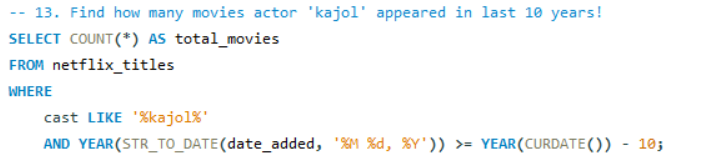 -- 13. Find how many movies actor 'kajol' appeared in last 10 years!
SELECT COUNT(*) AS total_movies
FROM netflix_titles
WHERE
    cast LIKE '%kajol%'
    AND YEAR(STR_TO_DATE(date_added, '%M %d, %Y')) >= YEAR(CURDATE()) - 10;